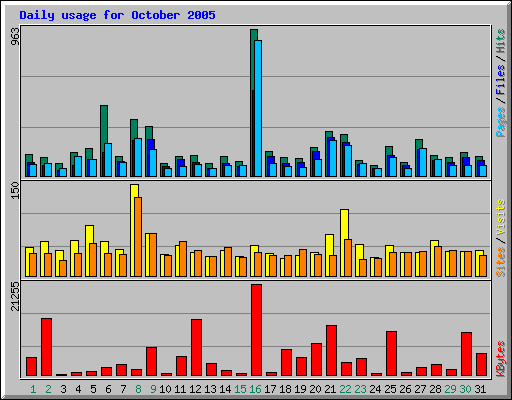 Daily usage for October 2005
963
Pages / Files / Hits
150
Sites / Visits
21255
KBytes
1 2 3 4 5 6 7 8 9 10 11 12 13 14 15 16 17 18 19 20 21 22 23 24 25 26 27 28 29 30 31